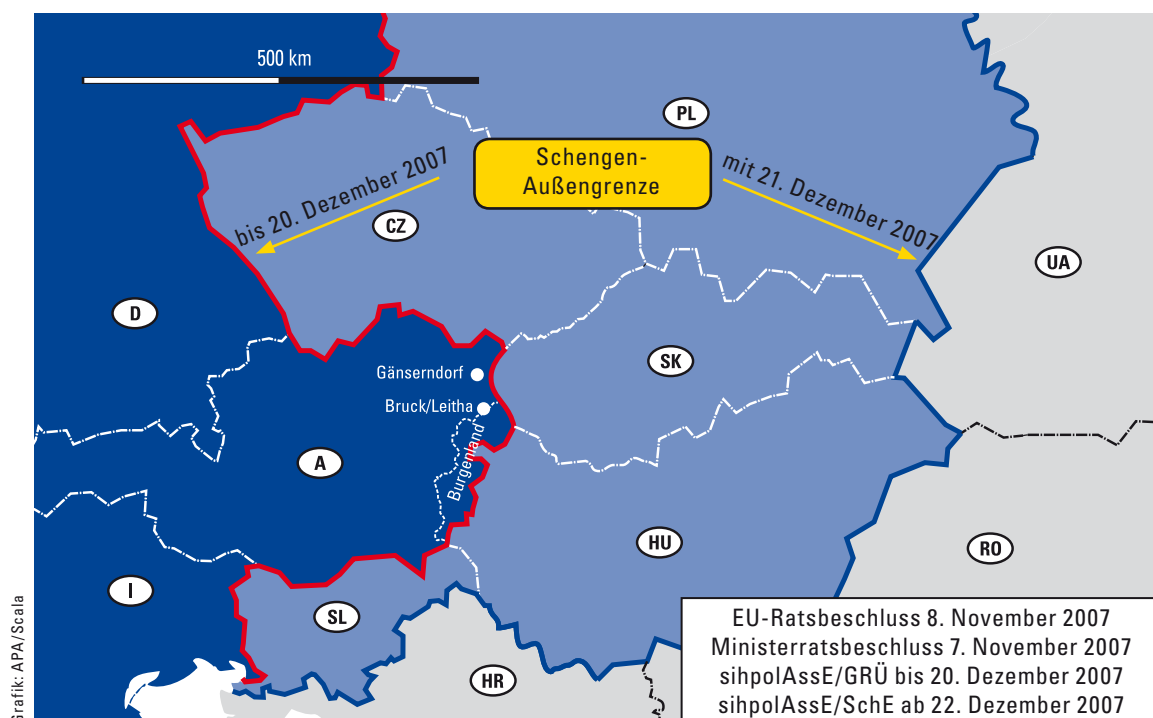 500 km
PL
Schengen-
Außengrenze
bis 20. Dezember 2007
mit 21. Dezember 2007
CZ
UA
D
SK
Gänserndorf
Bruck/Leitha
Burgenland
A
HU
RO
I
SL
HR
EU-Ratsbeschluss 8. November 2007
Ministerratsbeschluss 7. November 2007
sihpolAssE/GRÜ bis 20. Dezember 2007
sihpolAssE/SchE ab 22. Dezember 2007
Grafik: APA/Scala